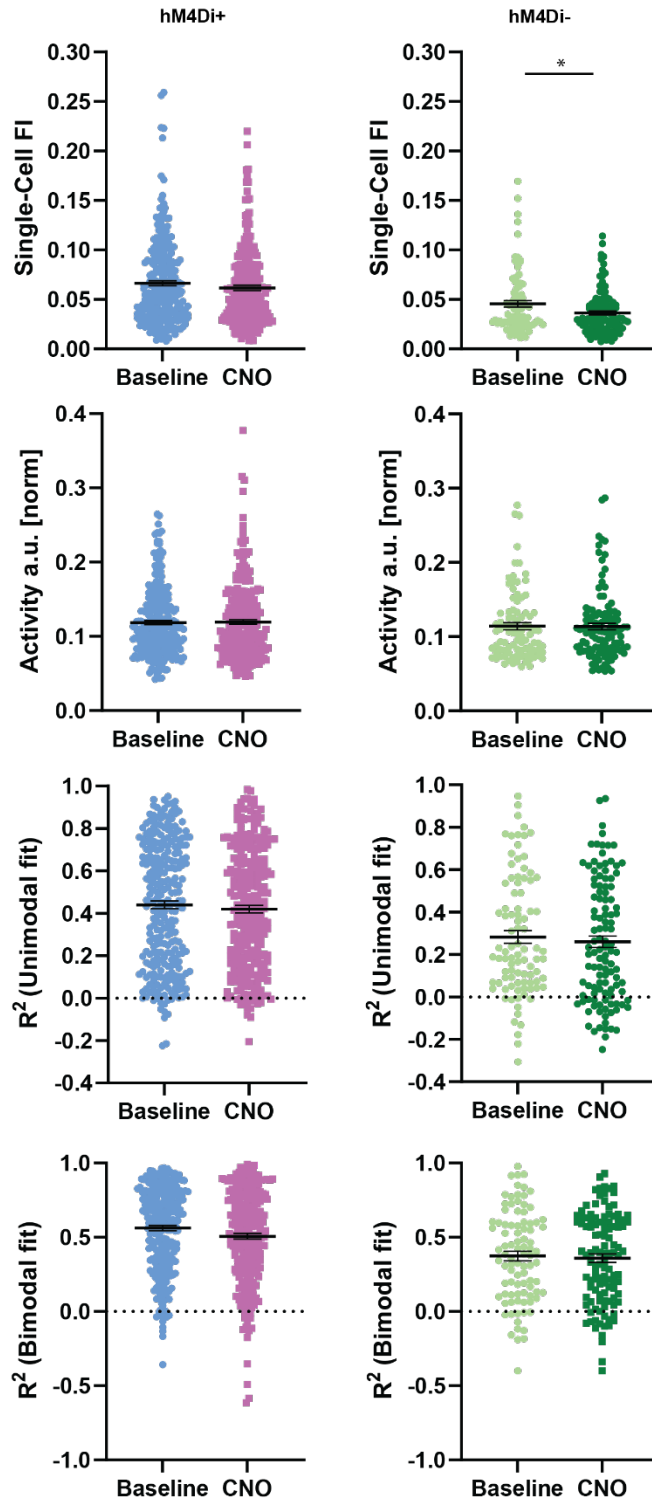 hM4Di+
hM4Di-
Single-Cell FI
0.30
0.25
0.20
0.15
0.10
0.05
0.00
Baseline CNO
Single-Cell FI
0.30
0.25
0.20
0.15
0.10
0.05
0.00
*
Baseline CNO
Activity a.u. [norm]
0.4
0.3
0.2
0.1
0.0
Baseline CNO
Activity a.u. [norm]
0.4
0.3
0.2
0.1
0.0
Baseline CNO
R² (Unimodal fit)
1.0
0.8
0.6
0.4
0.2
0.0
-0.2
-0.4
Baseline CNO
R² (Unimodal fit)
1.0
0.8
0.6
0.4
0.2
0.0
-0.2
-0.4
Baseline CNO
R² (Bimodal fit)
1.0
0.5
0.0
-0.5
-1.0
Baseline CNO
R² (Bimodal fit)
1.0
0.5
0.0
-0.5
-1.0
Baseline CNO